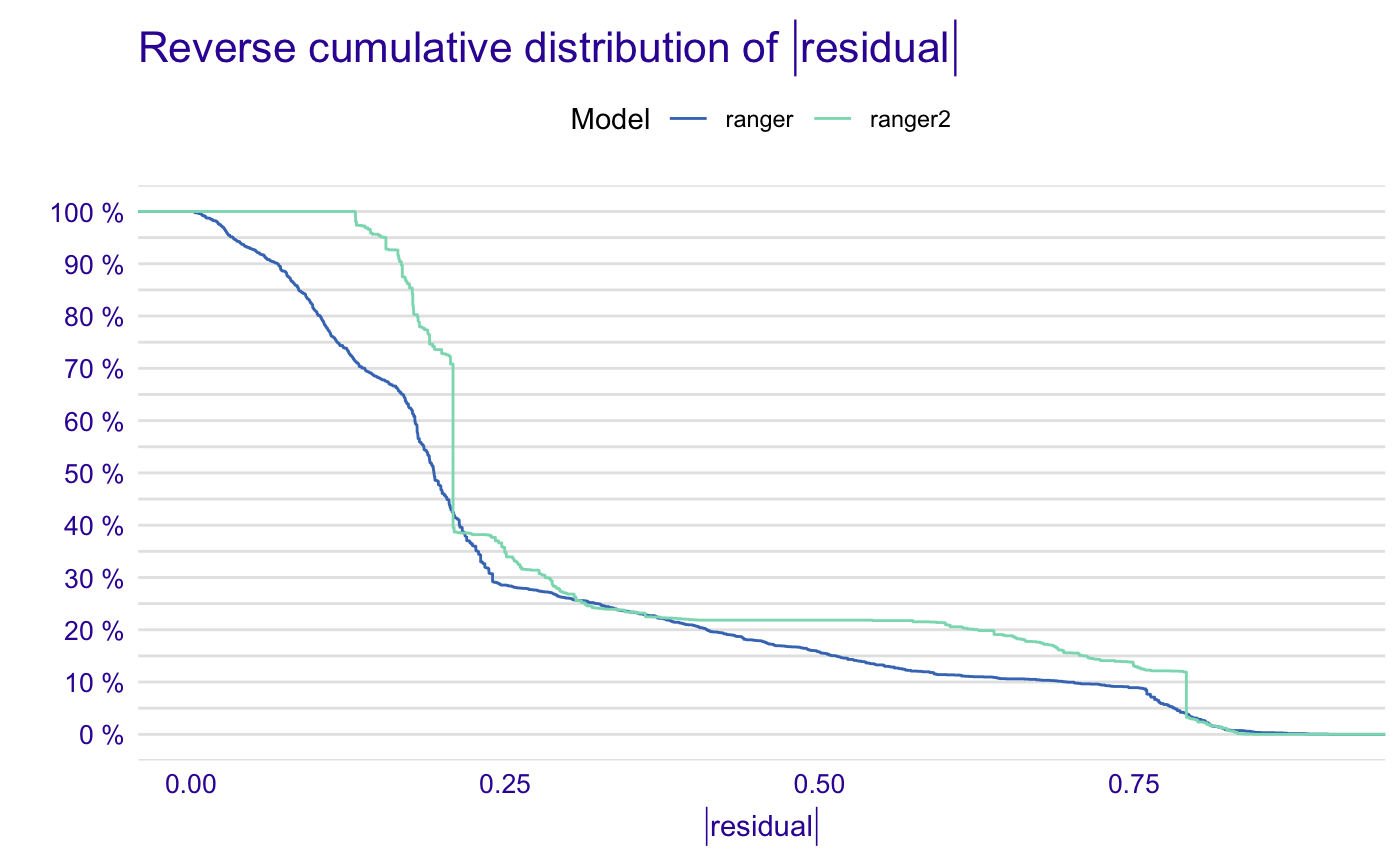 Reverse cumulative distribution of |residual|
Model ranger ranger2
100 %
90 %
80 %
70 %
60 %
50 %
40 %
30 %
20 %
10 %
0 %
0.00 0.25 0.50 0.75
|residual|